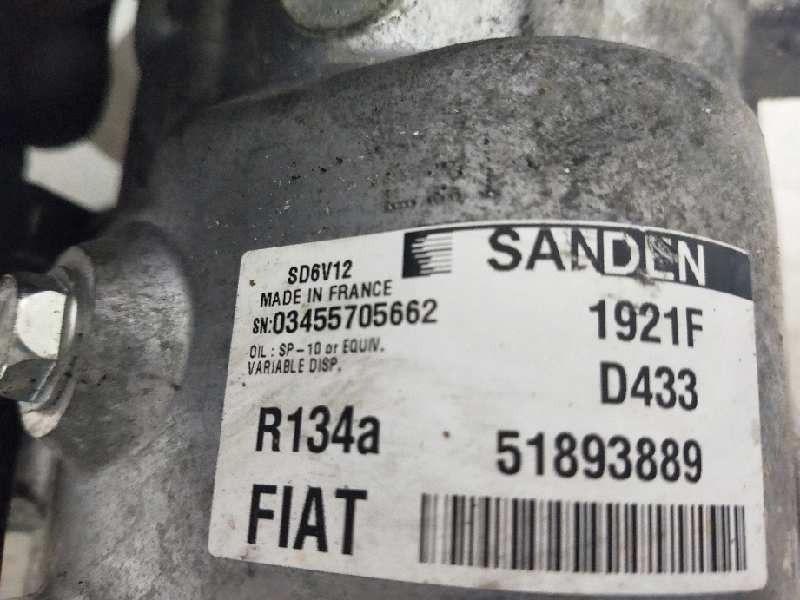 SD6V12
SANDEN
MADE IN FRANCE
SN:03455705662
1921F
OIL : SP-10 or EQUIV.
VARIABLE DISP.
D433
R134a
51893889
FIAT